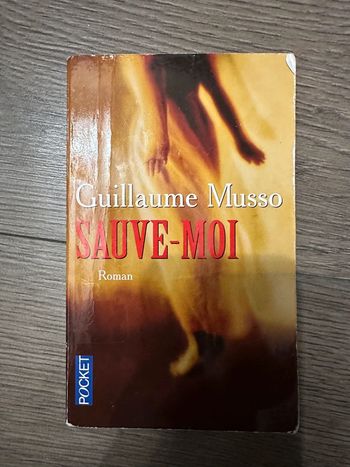 Guillaume Musso
SAUVE-MOI
Roman
POCKET